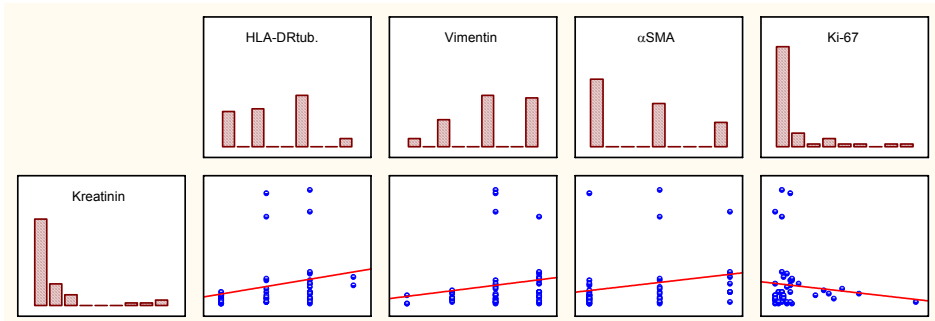 HLA-DRtub.
Vimentin
αSMA
Ki-67
Kreatinin